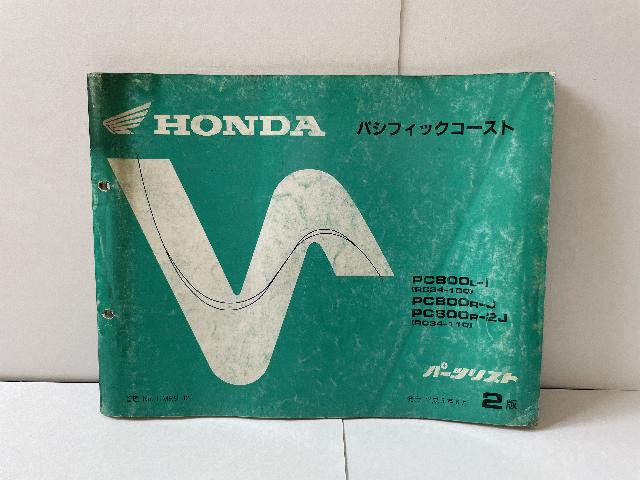 HONDA
パシフィックコースト
PC800L-I
(RC34-100)
PC800R-J
PC800R-2J
(RC34-110)
パーツリスト
2版